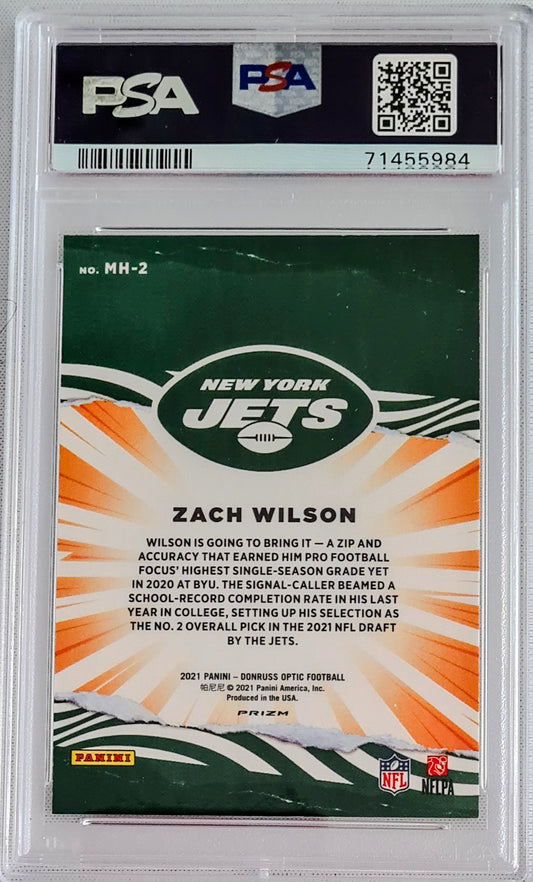 PSA
PSA
71455984
NO. MH-2
NEW YORK
JETS
ZACH WILSON
WILSON IS GOING TO BRING IT — A ZIP AND
ACCURACY THAT EARNED HIM PRO FOOTBALL
FOCUS' HIGHEST SINGLE-SEASON GRADE YET
IN 2020 AT BYU. THE SIGNAL-CALLER BEAMED A
SCHOOL-RECORD COMPLETION RATE IN HIS LAST
YEAR IN COLLEGE, SETTING UP HIS SELECTION AS
THE NO. 2 OVERALL PICK IN THE 2021 NFL DRAFT
BY THE JETS.
2021 PANINI – DONRUSS OPTIC FOOTBALL
帕尼尼 © 2021 Panini America, Inc.
Produced in the USA.
PRIZM
PANINI
NFL
NFLPA